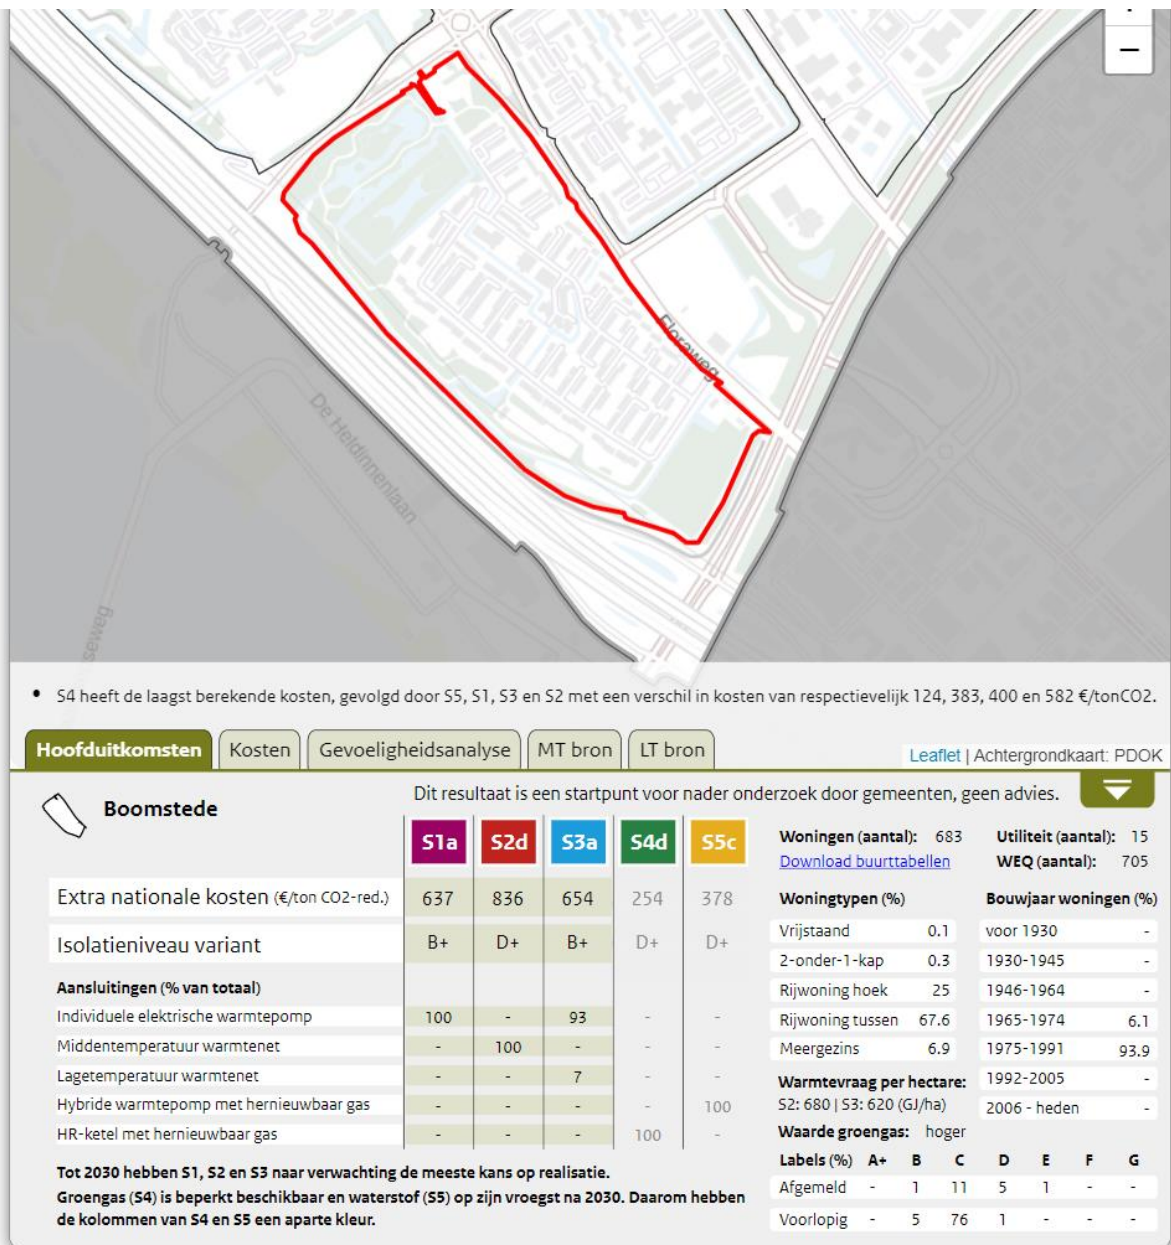 −
Floraweg
De Heldinnenlaan
seweg
• S4 heeft de laagst berekende kosten, gevolgd door S5, S1, S3 en S2 met een verschil in kosten van respectievelijk 124, 383, 400 en 582 €/tonCO2.
Hoofduitkomsten Kosten Gevoeligheidsanalyse MT bron LT bron
Leaflet | Achtergrondkaart: PDOK
Boomstede
Dit resultaat is een startpunt voor nader onderzoek door gemeenten, geen advies.
S1a S2d S3a S4d S5c
Extra nationale kosten (€/ton CO2-red.) 637 836 654 254 378
Isolatieniveau variant B+ D+ B+ D+ D+
Aansluitingen (% van totaal)
Individuele elektrische warmtepomp 100 - 93 - -
Middentemperatuur warmtenet - 100 - - -
Lagetemperatuur warmtenet - - 7 - -
Hybride warmtepomp met hernieuwbaar gas - - - - 100
HR-ketel met hernieuwbaar gas - - - 100 -
Tot 2030 hebben S1, S2 en S3 naar verwachting de meeste kans op realisatie.
Groengas (S4) is beperkt beschikbaar en waterstof (S5) op zijn vroegst na 2030. Daarom hebben
de kolommen van S4 en S5 een aparte kleur.
Woningen (aantal): 683 Utiliteit (aantal): 15
Download buurttabellen WEQ (aantal): 705
Woningtypen (%)
Vrijstaand 0.1
2-onder-1-kap 0.3
Rijwoning hoek 25
Rijwoning tussen 67.6
Meergezins 6.9
Warmtevraag per hectare:
S2: 680 | S3: 620 (GJ/ha)
Waarde groengas: hoger
Bouwjaar woningen (%)
voor 1930 -
1930-1945 -
1946-1964 -
1965-1974 6.1
1975-1991 93.9
1992-2005 -
2006 - heden -
Labels (%) A+ B C D E F G
Afgemeld - 1 11 5 1 - -
Voorlopig - 5 76 1 - - -